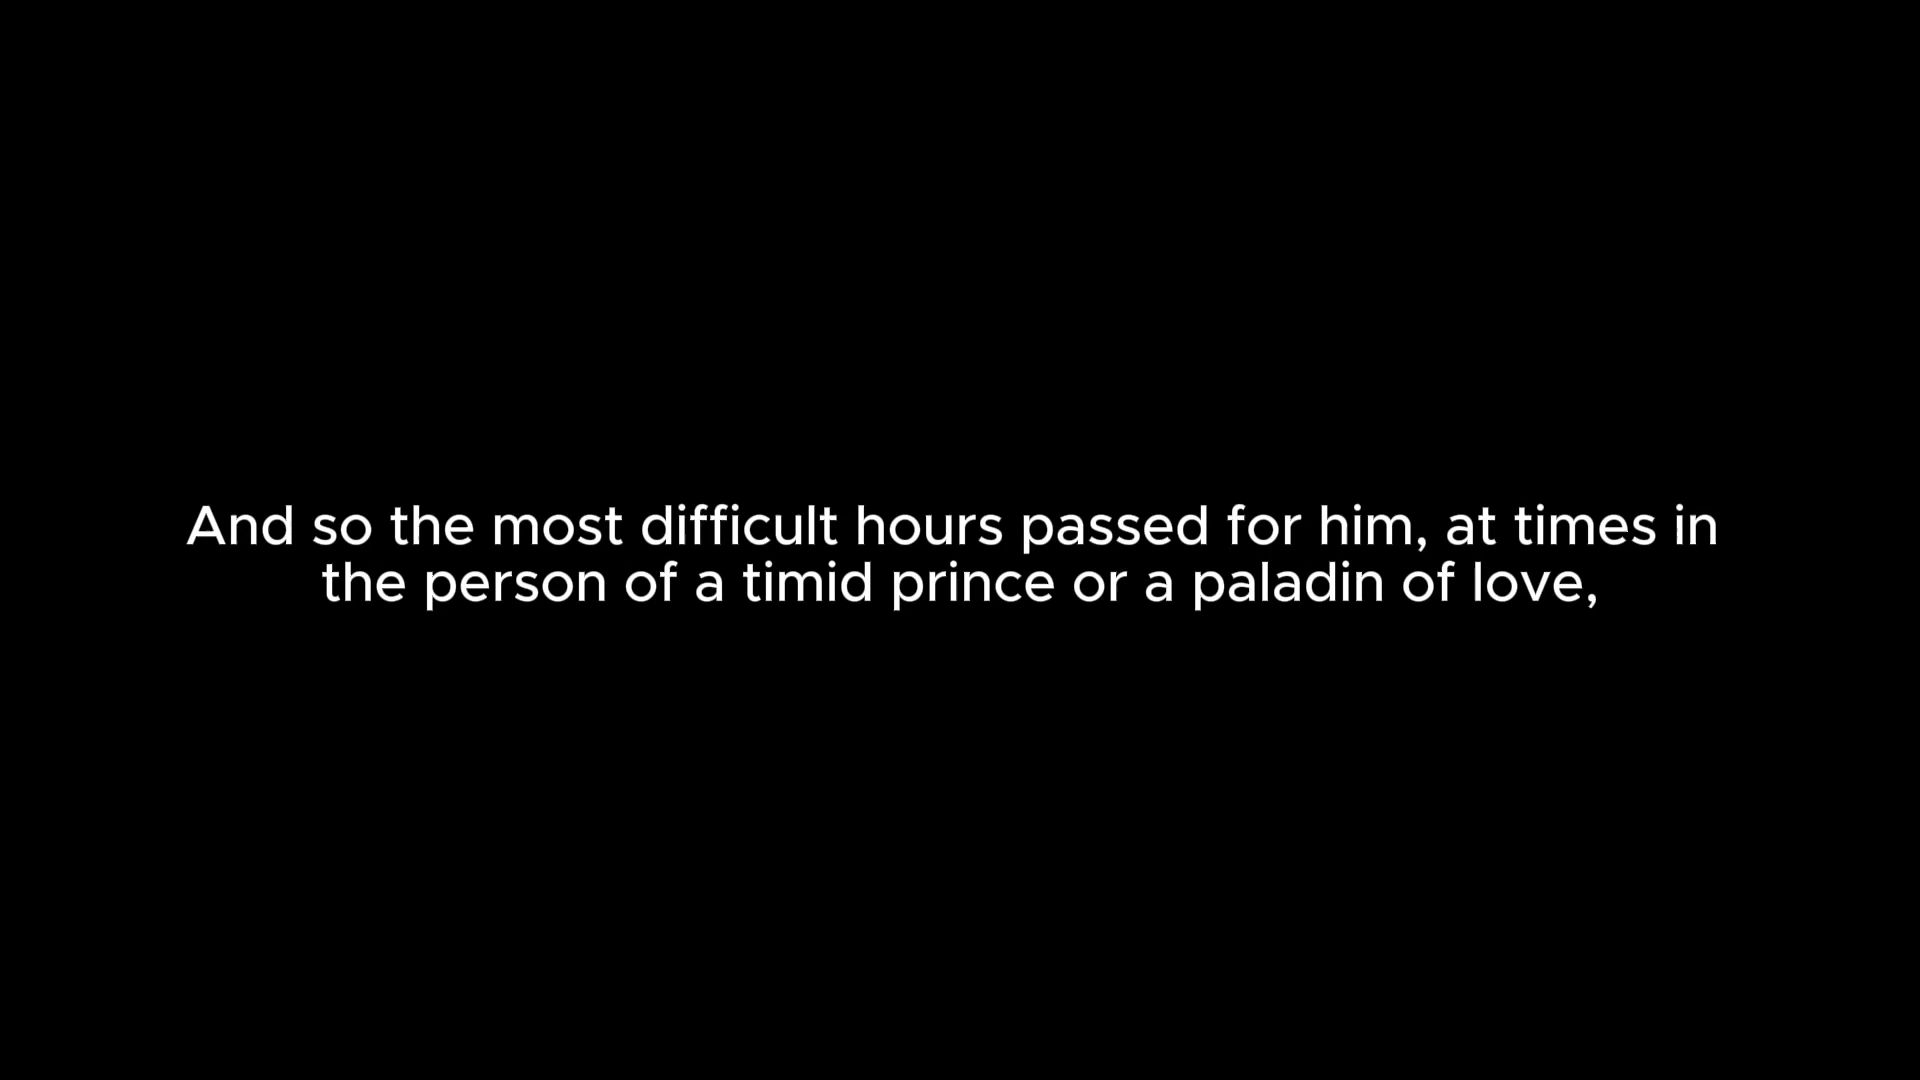 And so the most difficult hours passed for him, at times in
the person of a timid prince or a paladin of love,